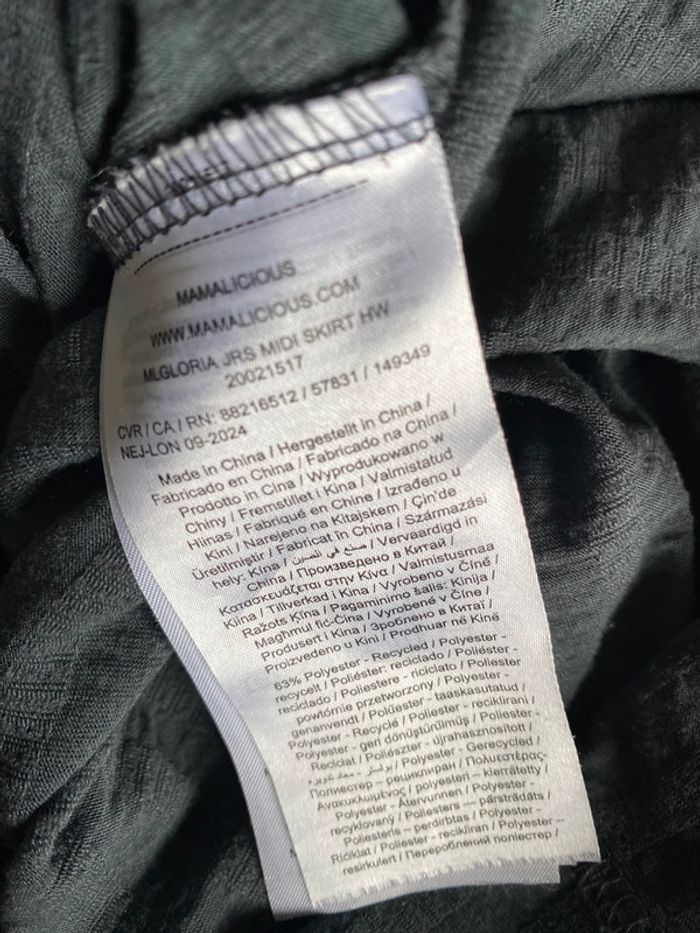 MAMALICIOUS
WWW.MAMALICIOUS.COM
MLGLORIA JRS MIDI SKIRT HW
20021517
CVR / CA / RN: 88216512 / 57831 / 149349
NEJ-LON 09-2024
Made in China / Hergestellt in China /
Fabricado en China / Fabricado na China /
Prodotto in Cina / Wyprodukowano w
Chiny / Fremstillet i Kina / Valmistatud
Hiinas / Fabriqué en Chine / Izrađeno u
Kini / Narejeno na Kitajskem / Çin'de
Üretilmiştir / Fabricat în China / Származási
hely: Kína / صنع في الصين / Vervaardigd in
China / Произведено в Китай /
Κατασκευάζεται στην Κίνα / Valmistusmaa
Kiina / Tillverkad i Kina / Vyrobeno v Číně /
Ražots Ķīna / Pagaminimo šalis: Kinija /
Magħmul fiċ-Ċina / Vyrobené v Číne /
Produsert i Kina / Зроблено в Китаї /
Proizvedeno u Kini / Prodhuar në Kinë
63% Polyester - Recycled / Polyester -
recycelt / Poliéster: reciclado / Poliéster -
reciclado / Poliestere - riciclato / Poliester
powtórnie przetworzony / Polyester -
genanvendt / Polüester - taaskasutatud /
Polyester - Recyclé / Poliester - reciklirani /
Polyester - geri dönüştürülmüş / Poliester -
Reciclat / Poliészter - újrahasznosított /
/ Polyester - Gerecycled /
Полиестер – рециклиран / Πολυεστέρας-
Ανακυκλωμένος / polyesteri – kierrätetty /
Polyester - Återvunnen / Polyester -
recyklovaný / Poliesters — pārstrādāts /
Poliesteris – perdirbtas / Poliester -
Riċiklat / Polyester - recikliran / Polyester —
resirkulert / Перероблений поліестер /